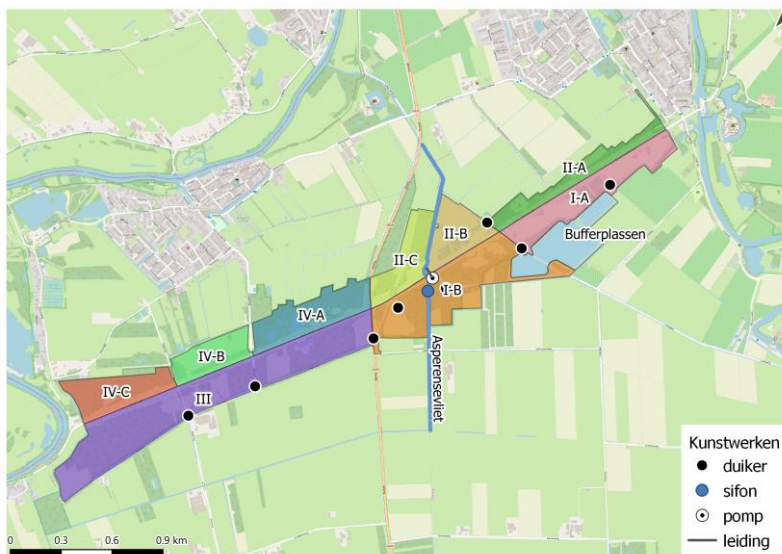 II-A
I-A
II-B
Bufferplassen
II-C
I-B
IV-A
Asperensevliet
IV-B
IV-C
III
Kunstwerken
duiker
sifon
pomp
leiding
0 0.3 0.6 0.9 km